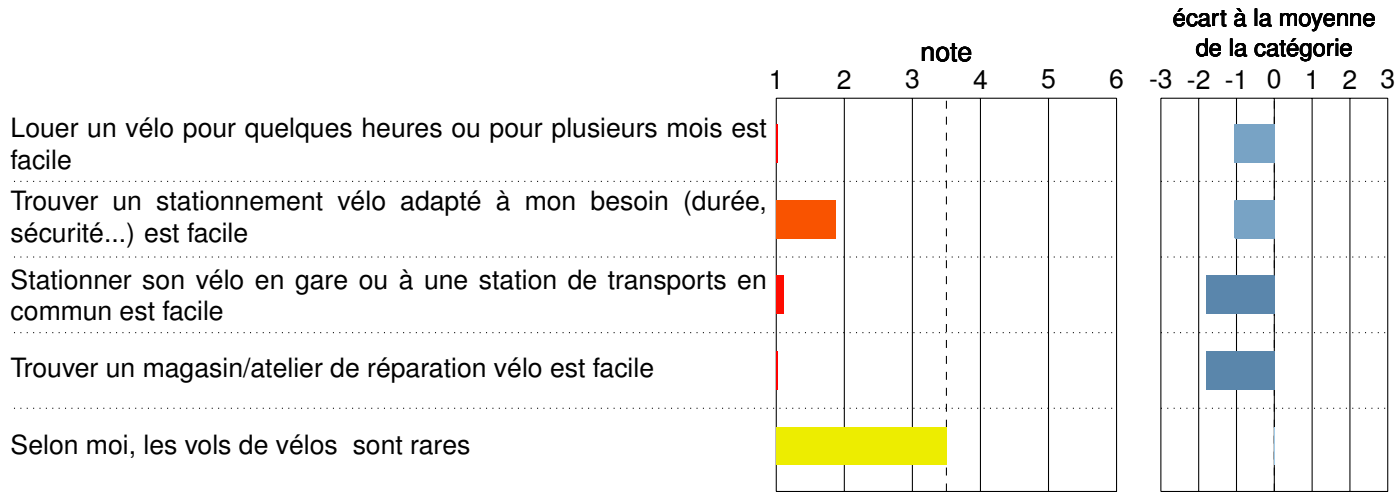 écart à la moyenne
note de la catégorie
1 2 3 4 5 6 -3 -2 -1 0 1 2 3
Louer un vélo pour quelques heures ou pour plusieurs mois est
facile
Trouver un stationnement vélo adapté à mon besoin (durée,
sécurité...) est facile
Stationner son vélo en gare ou à une station de transports en
commun est facile
Trouver un magasin/atelier de réparation vélo est facile
Selon moi, les vols de vélos sont rares